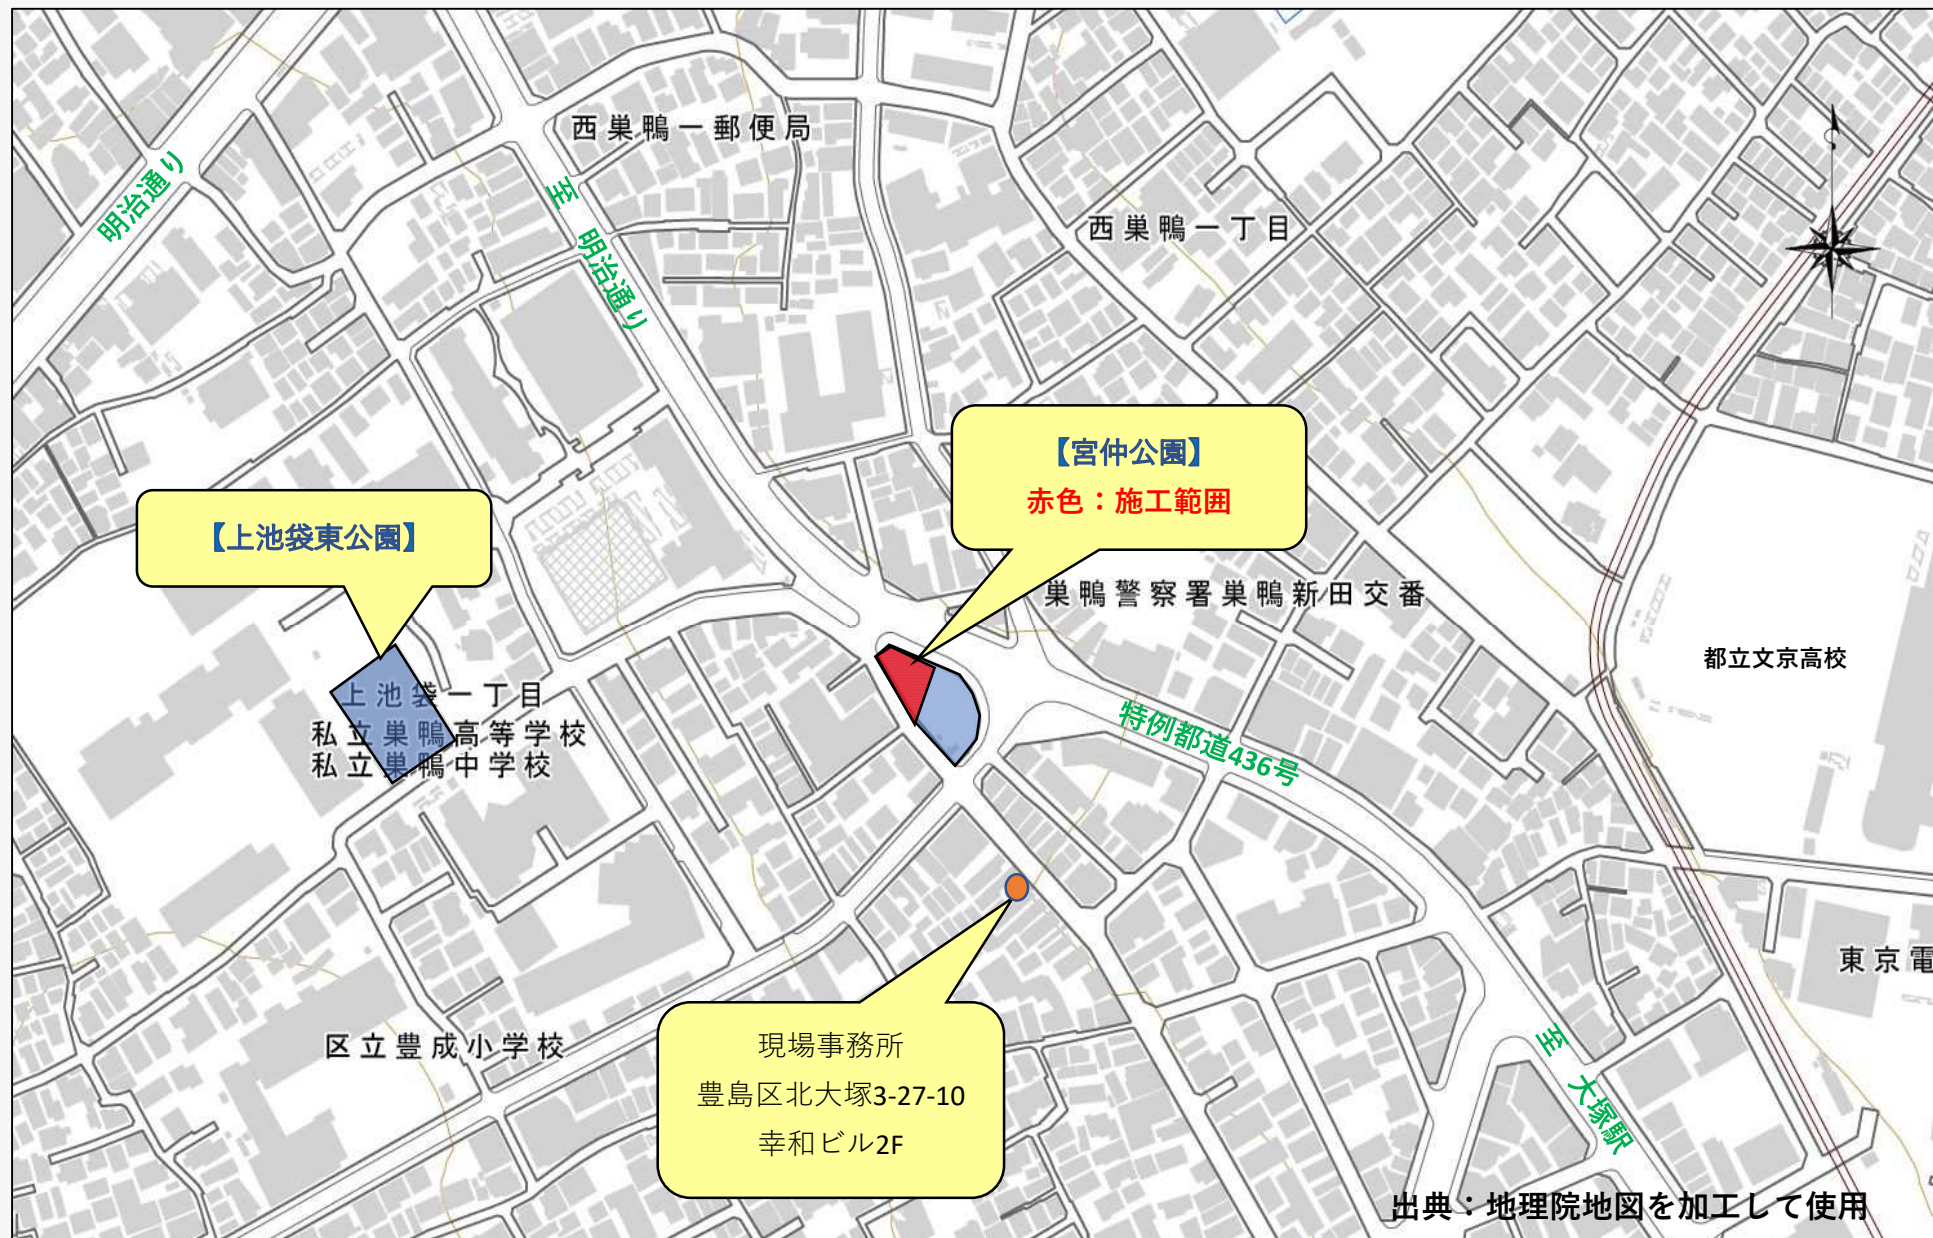 西巣鴨一郵便局
明治通り
至 明治通り
西巣鴨一丁目
【宮仲公園】
赤色：施工範囲
【上池袋東公園】
巣鴨警察署巣鴨新田交番
都立文京高校
上池袋一丁目
私立巣鴨高等学校
私立巣鴨中学校
特例都道436号
東京電
現場事務所
豊島区北大塚3-27-10
幸和ビル2F
区立豊成小学校
至 大塚駅
出典：地理院地図を加工して使用